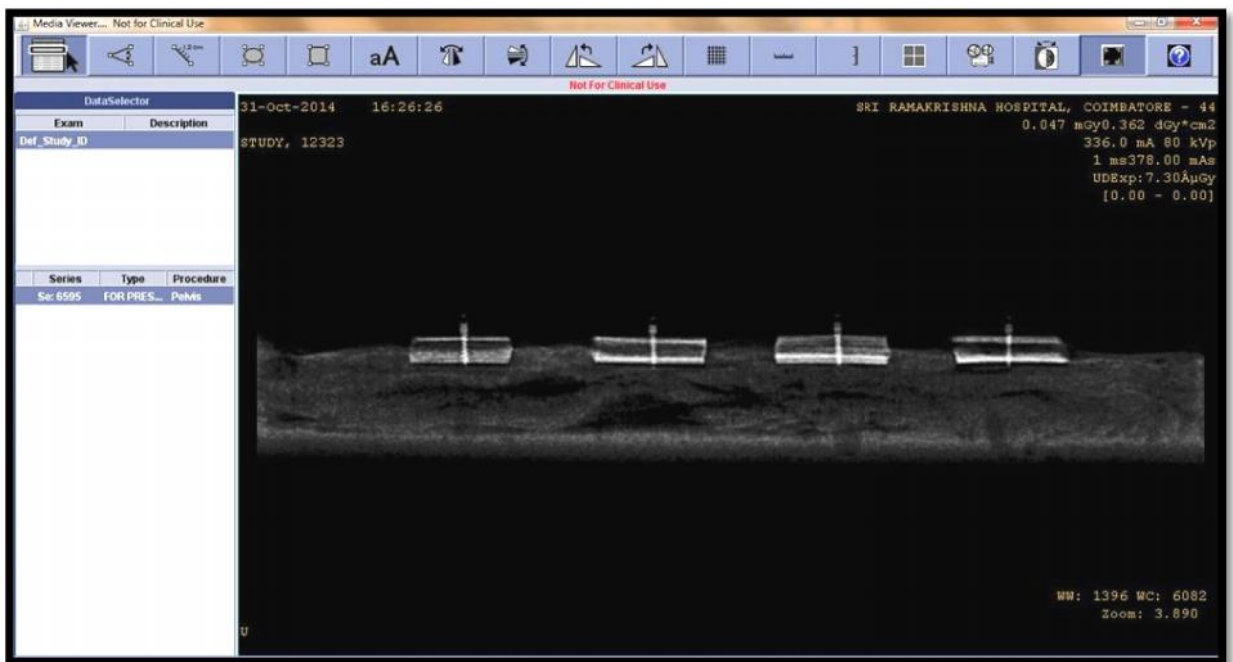 Media Viewer.... Not for Clinical Use
1.2 cm
aA
Not For Clinical Use
DataSelector
Exam Description
Def_Study_ID
Series Type Procedure
Se: 6595 FOR PRES... Pelvis
31-Oct-2014 16:26:26
STUDY, 12323
SRI RAMAKRISHNA HOSPITAL, COIMBATORE - 44
0.047 mGy0.362 dGy*cm2
336.0 mA 80 kVp
1 ms378.00 mAs
UDExp:7.30ÂµGy
[0.00 - 0.00]
WW: 1396 WC: 6082
Zoom: 3.890
U